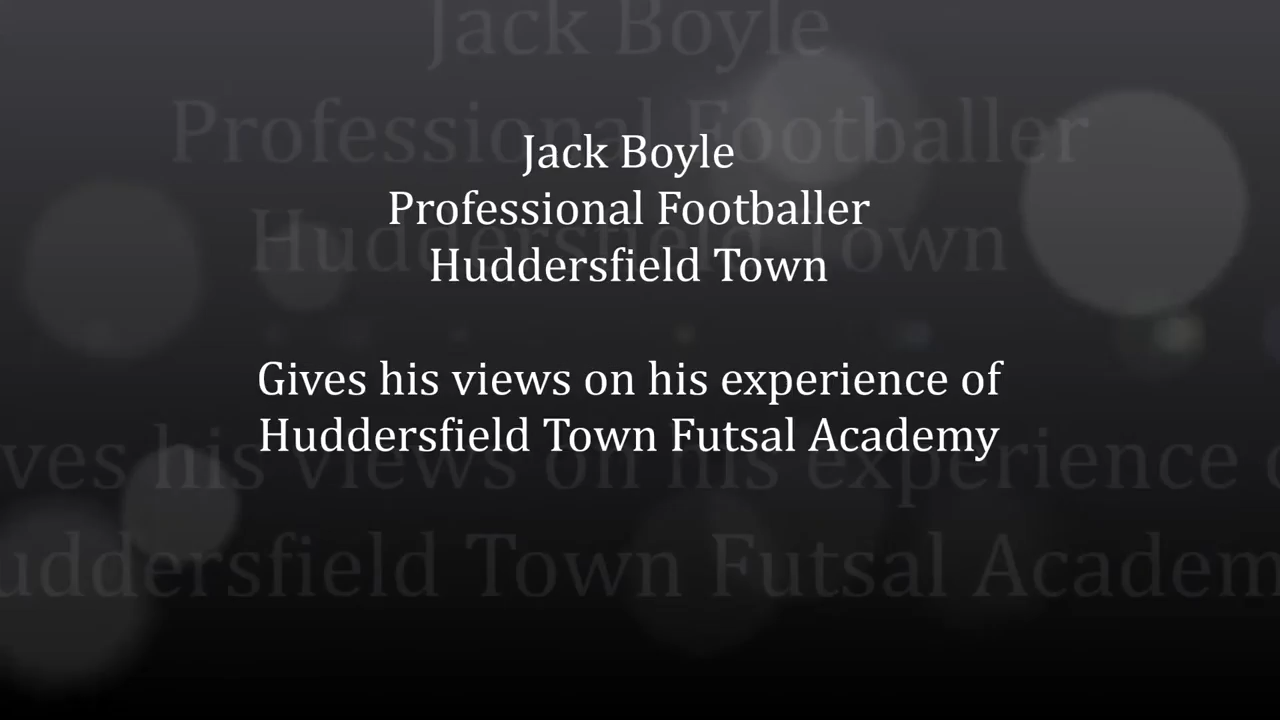 Jack Boyle
Professional Footballer
Huddersfield Town
Gives his views on his experience of
Huddersfield Town Futsal Academy